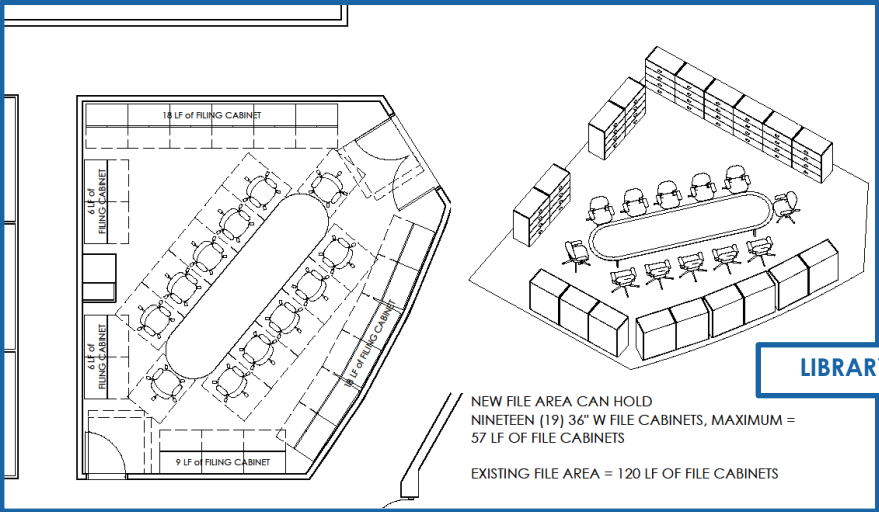 18 LF of FILING CABINET
6 LF of
FILING CABINET
6 LF of
FILING CABINET
18 LF of FILING CABINET
9 LF of FILING CABINET
LIBRARY
NEW FILE AREA CAN HOLD
NINETEEN (19) 36" W FILE CABINETS, MAXIMUM =
57 LF OF FILE CABINETS
EXISTING FILE AREA = 120 LF OF FILE CABINETS